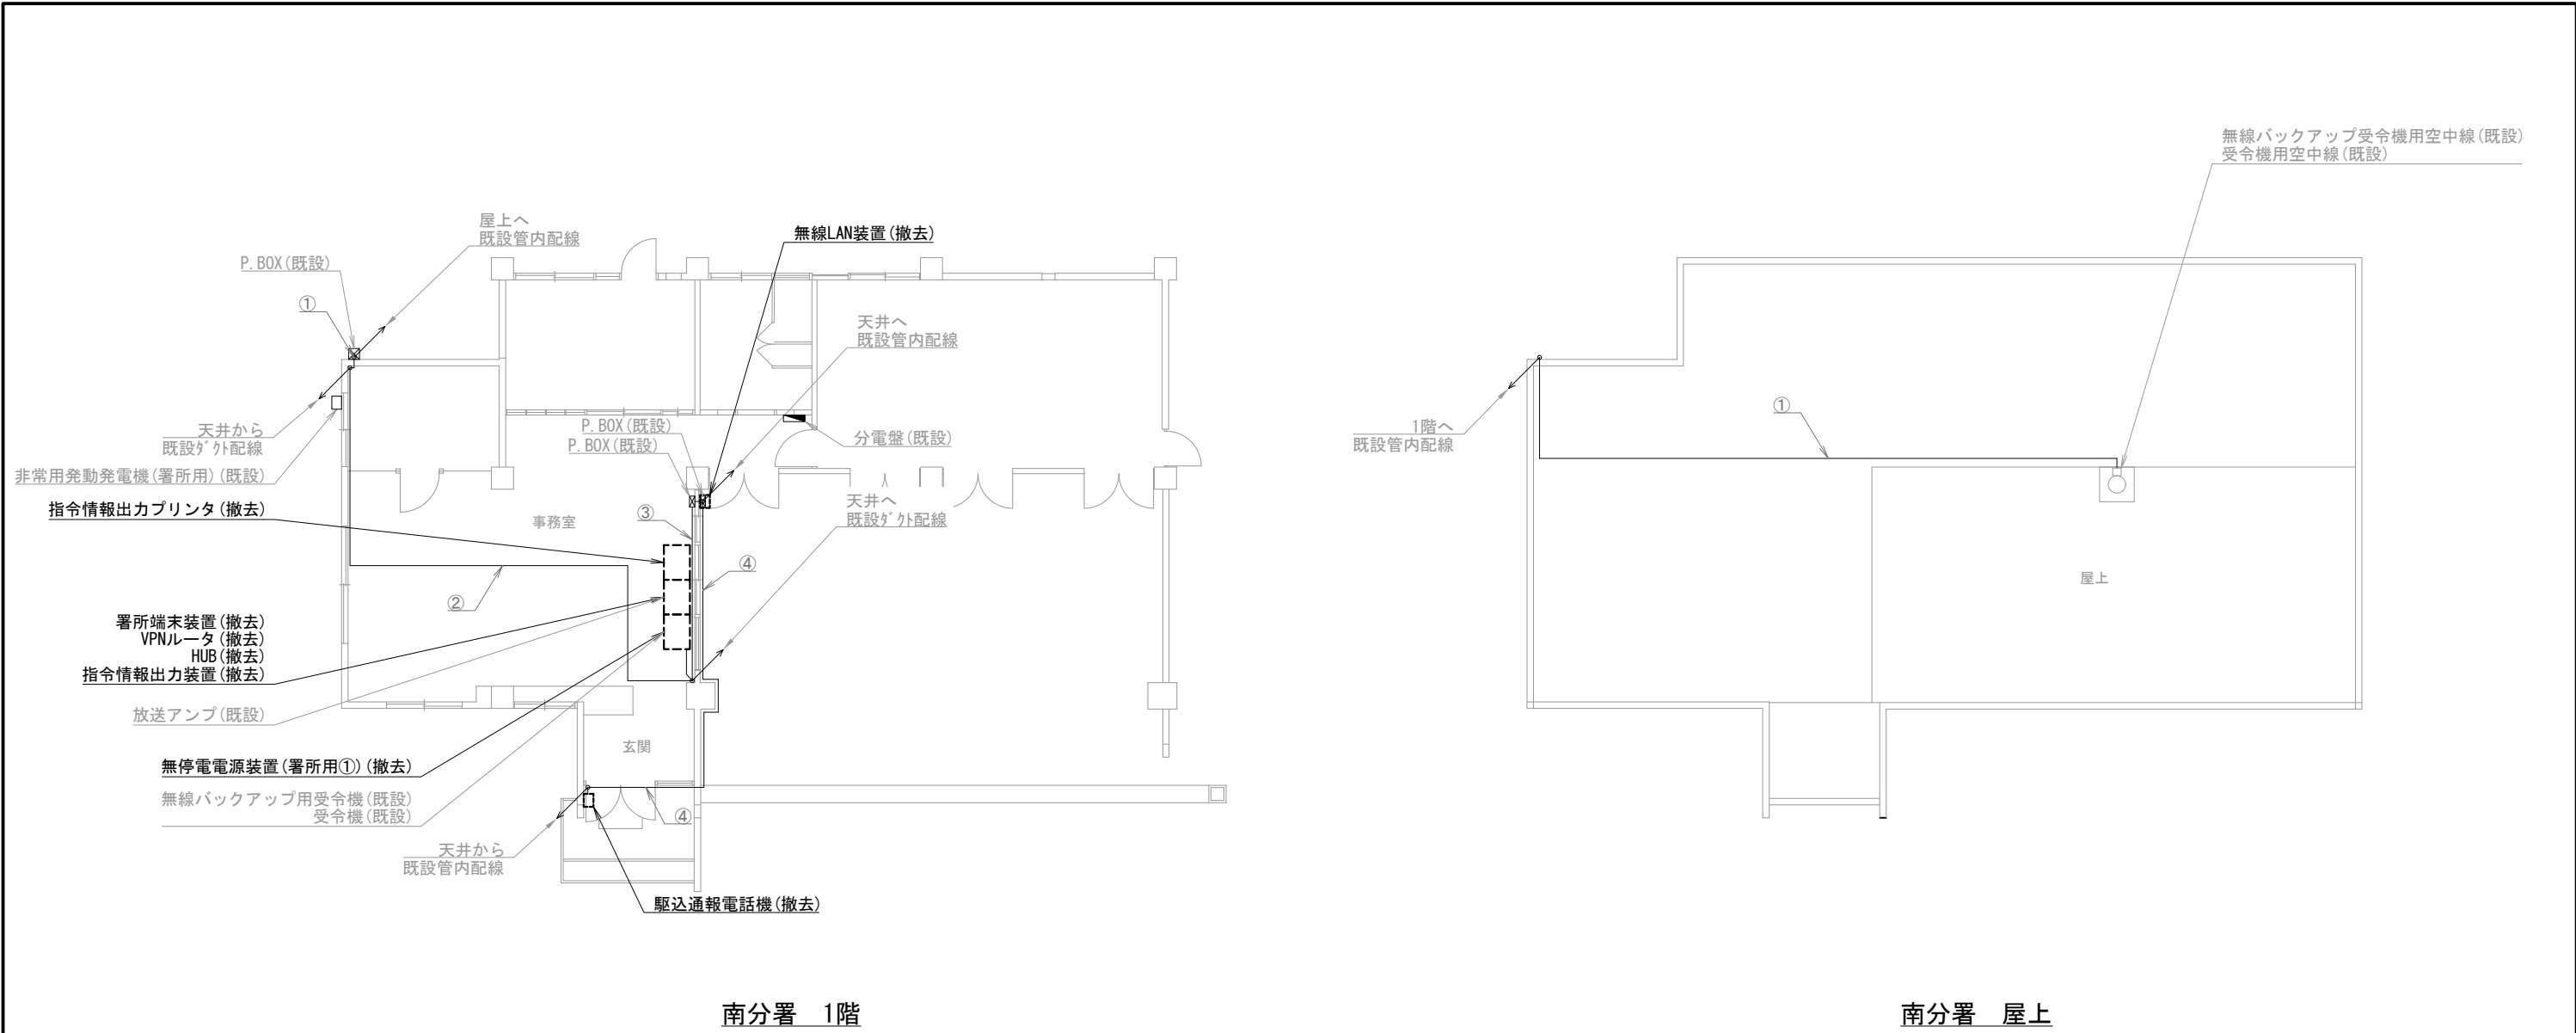 無線バックアップ受令機用空中線(既設)
受令機用空中線(既設)
屋上へ
既設管内配線
無線LAN装置(撤去)
P.BOX(既設)
①
天井へ
既設管内配線
天井から
既設ダクト配線
P.BOX(既設)
P.BOX(既設)
分電盤(既設)
①
1階へ
既設管内配線
非常用発動発電機(署所用)(既設)
指令情報出力プリンタ(撤去)
事務室
③
天井へ
既設ダクト配線
④
②
屋上
署所端末装置(撤去)
VPNルータ(撤去)
HUB(撤去)
指令情報出力装置(撤去)
放送アンプ(既設)
玄関
無停電電源装置(署所用①)(撤去)
無線バックアップ用受令機(既設)
受令機(既設)
④
天井から
既設管内配線
駆込通報電話機(撤去)
南分署 1階
南分署 屋上